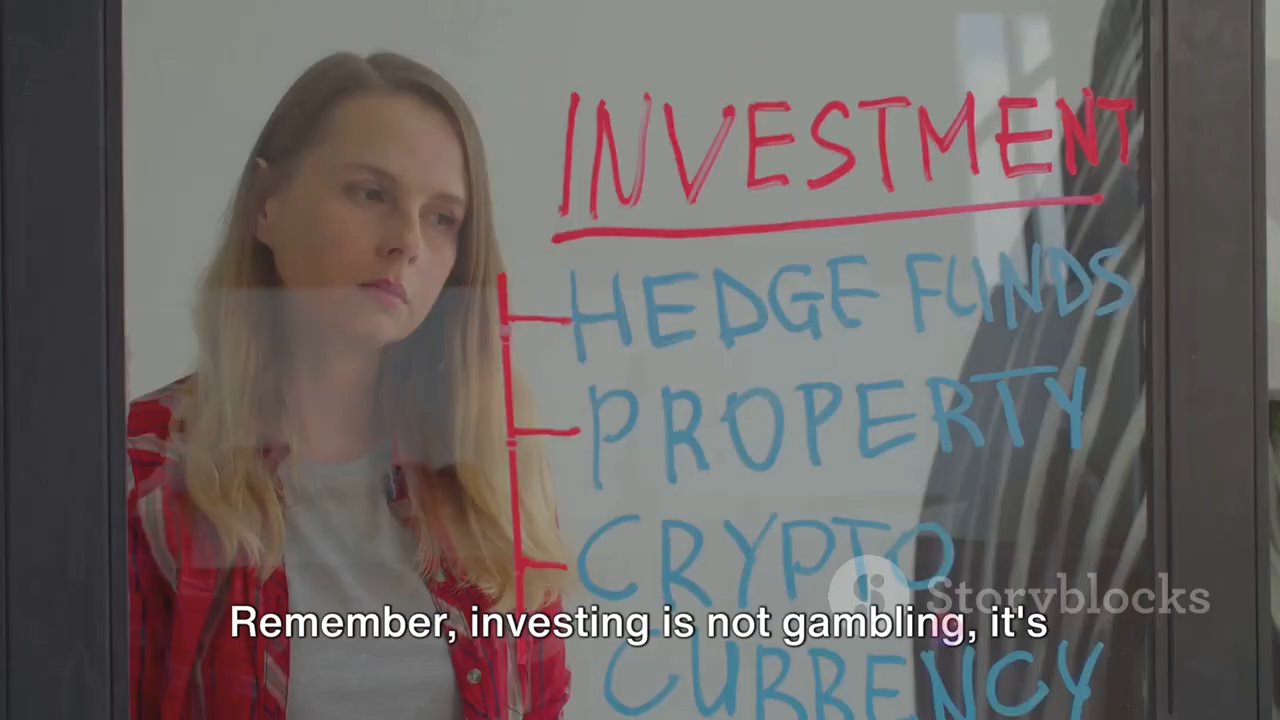 INVESTMENT
HEDGE FUNDS
PROPERTY
CRYPTO
Storyblocks
Remember, investing is not gambling, it's
CURRENCY